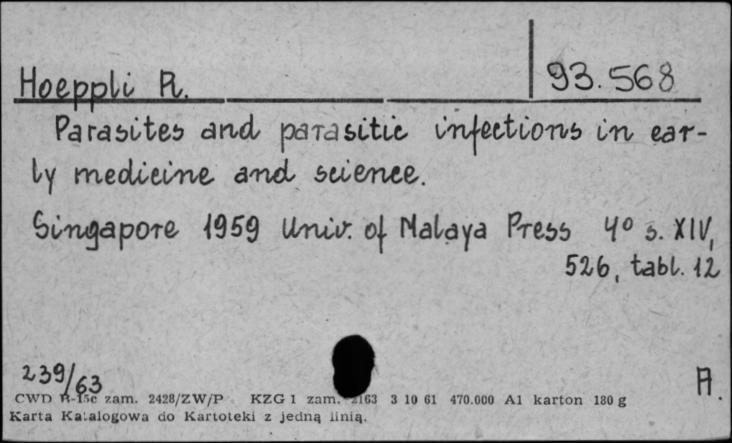 93.568
Hoeppli R.
Parasites and parasitic infections in ear-
ly medicine and science.
Singapore 1959 Univ. of Malaya Press 4° s. XIV,
526, tabl. 12
239/63
A.
CWD R-15c zam. 2428/ZW/P KZG 1 zam. 2163 3 10 61 470.000 A1 karton 180 g
Karta Katalogowa do Kartoteki z jedną linią.